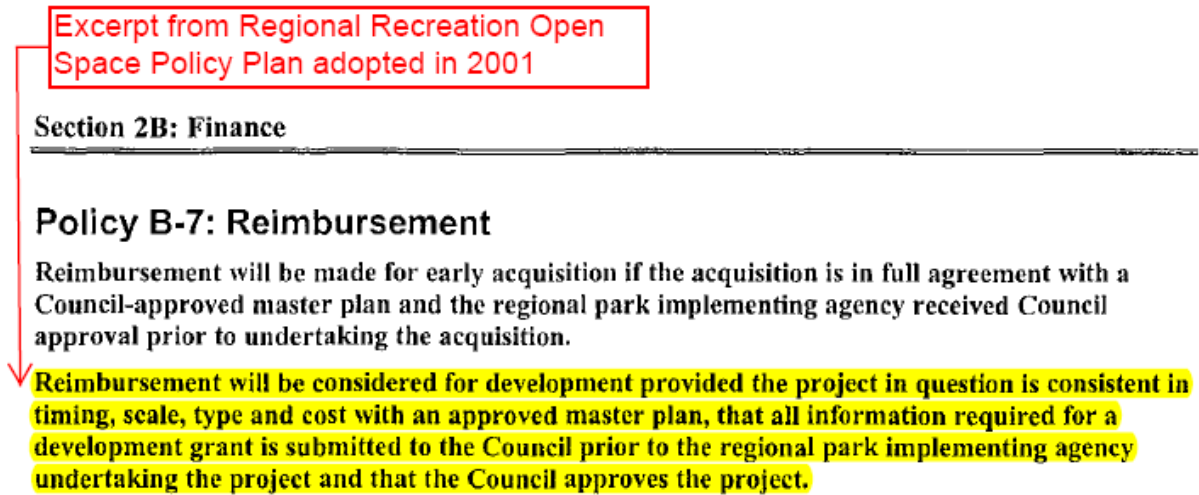 Excerpt from Regional Recreation Open
Space Policy Plan adopted in 2001
Section 2B: Finance
Policy B-7: Reimbursement
Reimbursement will be made for early acquisition if the acquisition is in full agreement with a
Council-approved master plan and the regional park implementing agency received Council
approval prior to undertaking the acquisition.
Reimbursement will be considered for development provided the project in question is consistent in
timing, scale, type and cost with an approved master plan, that all information required for a
development grant is submitted to the Council prior to the regional park implementing agency
undertaking the project and that the Council approves the project.